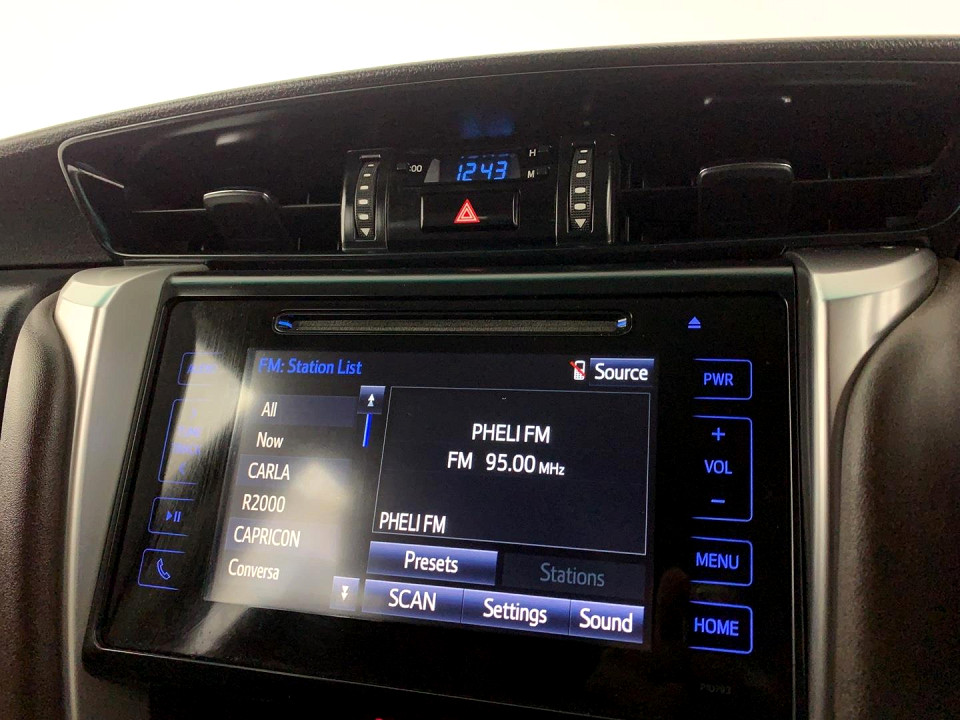 :00
12:43
H
M
FM: Station List
Source
All
Now
CARLA
R2000
CAPRICON
Conversa
PHELI FM
FM 95.00 MHz
PHELI FM
Presets
Stations
SCAN
Settings
Sound
PWR
+
VOL
-
MENU
HOME